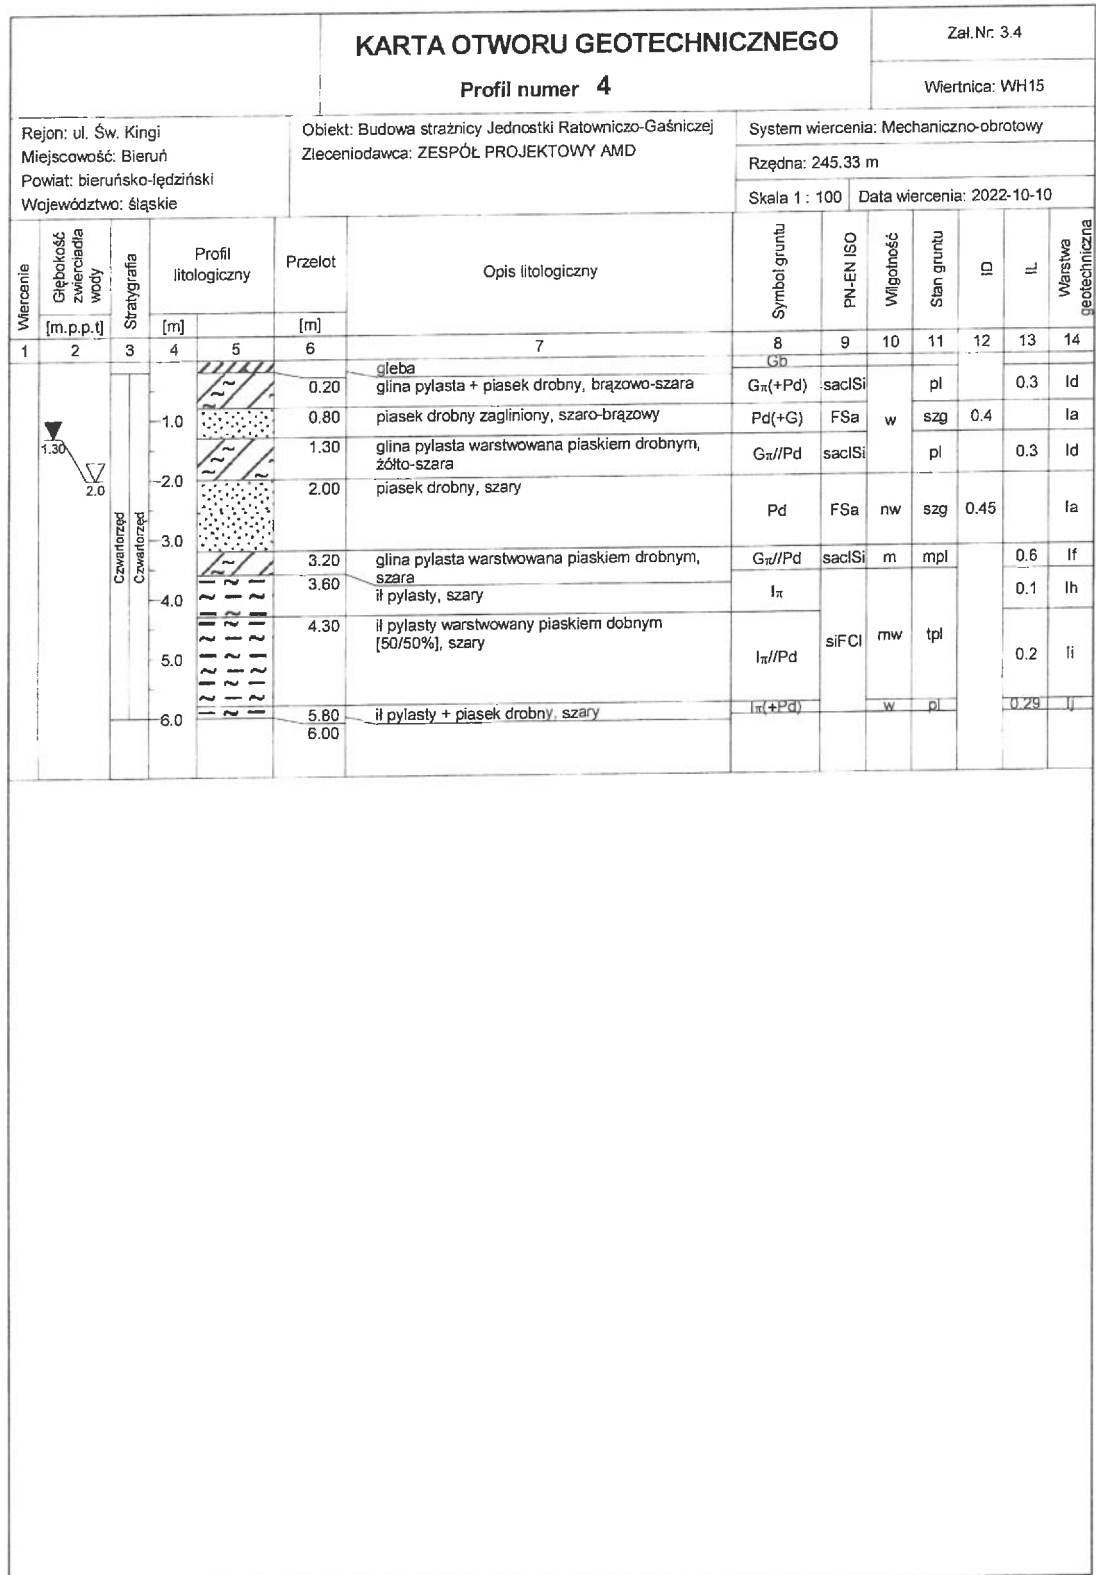 KARTA OTWORU GEOTECHNICZNEGO
Profil numer 4
Zał.Nr: 3.4
Wiertnica: WH15
Rejon: ul. Św. Kingi
Miejscowość: Bieruń
Powiat: bieruńsko-lędziński
Województwo: śląskie
Obiekt: Budowa strażnicy Jednostki Ratowniczo-Gaśniczej
Zleceniodawca: ZESPÓŁ PROJEKTOWY AMD
System wiercenia: Mechaniczno-obrotowy
Rzędna: 245.33 m
Skala 1 : 100 Data wiercenia: 2022-10-10
Wiercenie
Głębokość zwierciadła wody
[m.p.p.t]
Stratygrafia
Profil litologiczny
[m]
Przelot
[m]
Opis litologiczny
Symbol gruntu
PN-EN ISO
Wilgotność
Stan gruntu
ID
IL
Warstwa geotechniczna
1 2 3 4 5 6 7 8 9 10 11 12 13 14
gleba Gb
0.20 glina pylasta + piasek drobny, brązowo-szara Gπ(+Pd) saclSi pl 0.3 Id
1.0 0.80 piasek drobny zagliniony, szaro-brązowy Pd(+G) FSa w szg 0.4 Ia
1.30 1.30 glina pylasta warstwowana piaskiem drobnym,
żółto-szara Gπ//Pd saclSi pl 0.3 Id
2.0 2.0 2.00 piasek drobny, szary
Pd FSa nw szg 0.45 Ia
3.0
Czwartorzęd
Czwartorzęd
3.20 glina pylasta warstwowana piaskiem drobnym,
szara Gπ//Pd saclSi m mpl 0.6 If
3.60 ił pylasty, szary Iπ 0.1 Ih
4.0
4.30 ił pylasty warstwowany piaskiem dobnym
[50/50%], szary
siFCl mw tpl
5.0 Iπ//Pd 0.2 Ii
5.80 ił pylasty + piasek drobny, szary Iπ(+Pd) w pl 0.29 Ij
6.0
6.00